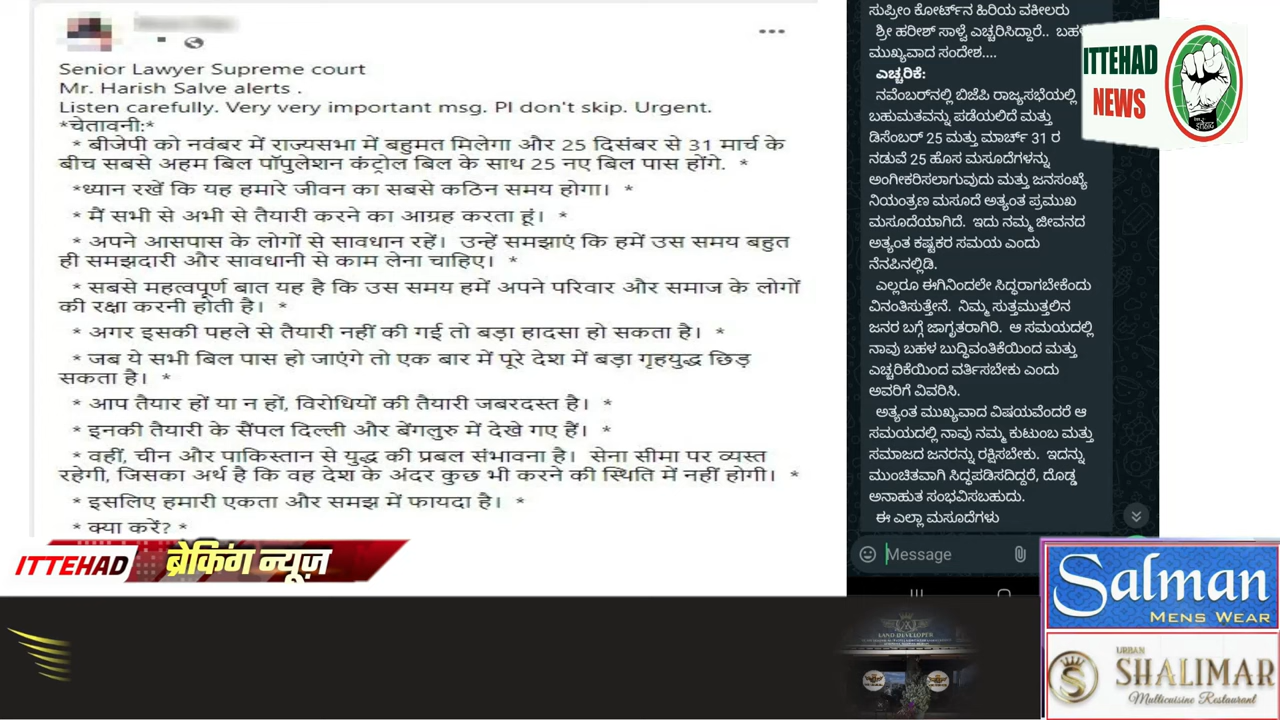 Senior Lawyer Supreme court
Mr. Harish Salve alerts .
Listen carefully. Very very important msg. Pl don't skip. Urgent.
*चेतावनी:*
* बीजेपी को नवंबर में राज्यसभा में बहुमत मिलेगा और 25 दिसंबर से 31 मार्च के
बीच सबसे अहम बिल पॉपुलेशन कंट्रोल बिल के साथ 25 नए बिल पास होंगे. *
*ध्यान रखें कि यह हमारे जीवन का सबसे कठिन समय होगा। *
* मैं सभी से अभी से तैयारी करने का आग्रह करता हूं। *
* अपने आसपास के लोगों से सावधान रहें। उन्हें समझाएं कि हमें उस समय बहुत
ही समझदारी और सावधानी से काम लेना चाहिए। *
* सबसे महत्वपूर्ण बात यह है कि उस समय हमें अपने परिवार और समाज के लोगों
की रक्षा करनी होती है। *
* अगर इसकी पहले से तैयारी नहीं की गई तो बड़ा हादसा हो सकता है। *
* जब ये सभी बिल पास हो जाएंगे तो एक बार में पूरे देश में बड़ा गृहयुद्ध छिड़
सकता है। *
* आप तैयार हों या न हों, विरोधियों की तैयारी जबरदस्त है। *
* इनकी तैयारी के सैंपल दिल्ली और बेंगलुरु में देखे गए हैं। *
* वहीं, चीन और पाकिस्तान से युद्ध की प्रबल संभावना है। सेना सीमा पर व्यस्त
रहेगी, जिसका अर्थ है कि वह देश के अंदर कुछ भी करने की स्थिति में नहीं होगी। *
* इसलिए हमारी एकता और समझ में फायदा है। *
* क्या करें? *
ಸುಪ್ರೀಂ ಕೋರ್ಟ್‌ನ ಹಿರಿಯ ವಕೀಲರು
ಶ್ರೀ ಹರೀಶ್ ಸಾಳ್ವೆ ಎಚ್ಚರಿಸಿದ್ದಾರೆ.. ಬಹಳ
ಮುಖ್ಯವಾದ ಸಂದೇಶ....
ಎಚ್ಚರಿಕೆ:
ನವೆಂಬರ್‌ನಲ್ಲಿ ಬಿಜೆಪಿ ರಾಜ್ಯಸಭೆಯಲ್ಲಿ
ಬಹುಮತವನ್ನು ಪಡೆಯಲಿದೆ ಮತ್ತು
ಡಿಸೆಂಬರ್ 25 ಮತ್ತು ಮಾರ್ಚ್ 31 ರ
ನಡುವೆ 25 ಹೊಸ ಮಸೂದೆಗಳನ್ನು
ಅಂಗೀಕರಿಸಲಾಗುವುದು ಮತ್ತು ಜನಸಂಖ್ಯೆ
ನಿಯಂತ್ರಣ ಮಸೂದೆ ಅತ್ಯಂತ ಪ್ರಮುಖ
ಮಸೂದೆಯಾಗಿದೆ. ಇದು ನಮ್ಮ ಜೀವನದ
ಅತ್ಯಂತ ಕಷ್ಟಕರ ಸಮಯ ಎಂದು
ನೆನಪಿನಲ್ಲಿಡಿ.
ಎಲ್ಲರೂ ಈಗಿನಿಂದಲೇ ಸಿದ್ಧರಾಗಬೇಕೆಂದು
ವಿನಂತಿಸುತ್ತೇನೆ. ನಿಮ್ಮ ಸುತ್ತಮುತ್ತಲಿನ
ಜನರ ಬಗ್ಗೆ ಜಾಗೃತರಾಗಿರಿ. ಆ ಸಮಯದಲ್ಲಿ
ನಾವು ಬಹಳ ಬುದ್ಧಿವಂತಿಕೆಯಿಂದ ಮತ್ತು
ಎಚ್ಚರಿಕೆಯಿಂದ ವರ್ತಿಸಬೇಕು ಎಂದು
ಅವರಿಗೆ ವಿವರಿಸಿ.
ಅತ್ಯಂತ ಮುಖ್ಯವಾದ ವಿಷಯವೆಂದರೆ ಆ
ಸಮಯದಲ್ಲಿ ನಾವು ನಮ್ಮ ಕುಟುಂಬ ಮತ್ತು
ಸಮಾಜದ ಜನರನ್ನು ರಕ್ಷಿಸಬೇಕು. ಇದನ್ನು
ಮುಂಚಿತವಾಗಿ ಸಿದ್ಧಪಡಿಸದಿದ್ದರೆ, ದೊಡ್ಡ
ಅನಾಹುತ ಸಂಭವಿಸಬಹುದು.
ಈ ಎಲ್ಲಾ ಮಸೂದೆಗಳು
Message
ITTEHAD
NEWS
ITTEHAD ब्रेकिंग न्यूज़
LAND DEVELOPER
Salman
MENS WEAR
URBAN
SHALIMAR
Multicuisine Restaurant